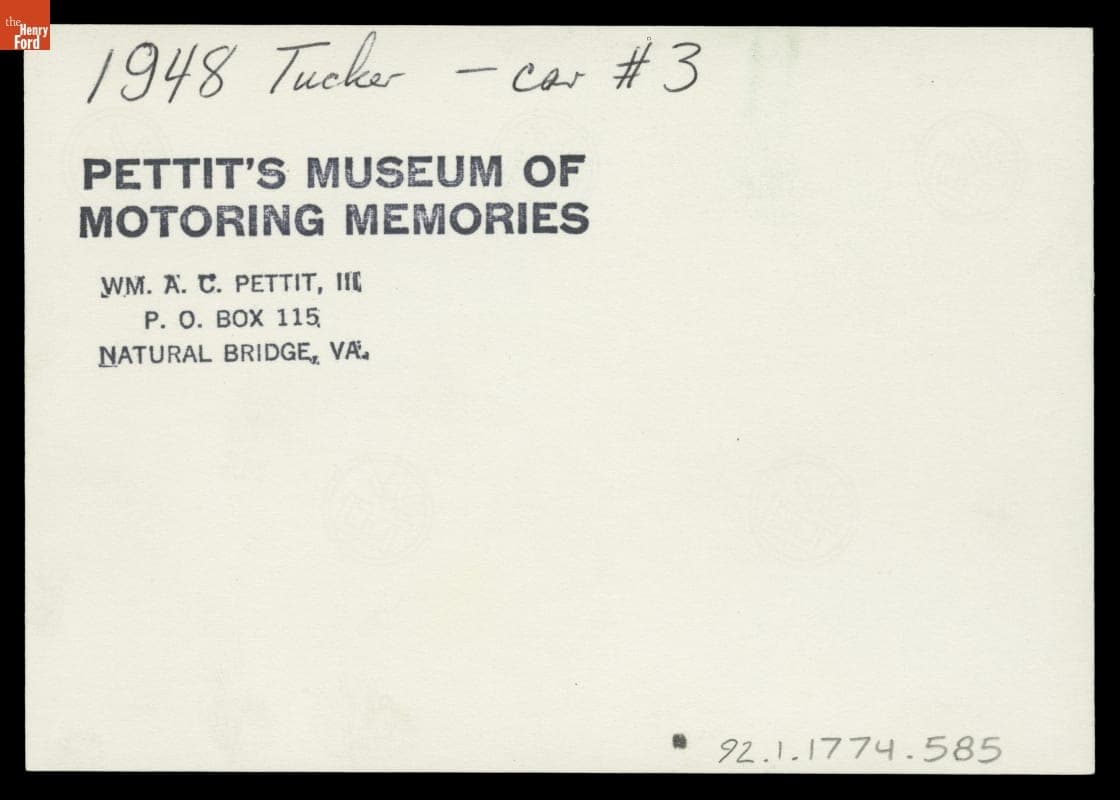 the
Henry
Ford
1948 Tucker – car #3
PETTIT'S MUSEUM OF
MOTORING MEMORIES
WM. A. C. PETTIT, III
P. O. BOX 115
NATURAL BRIDGE, VA.
92.1.1774.585